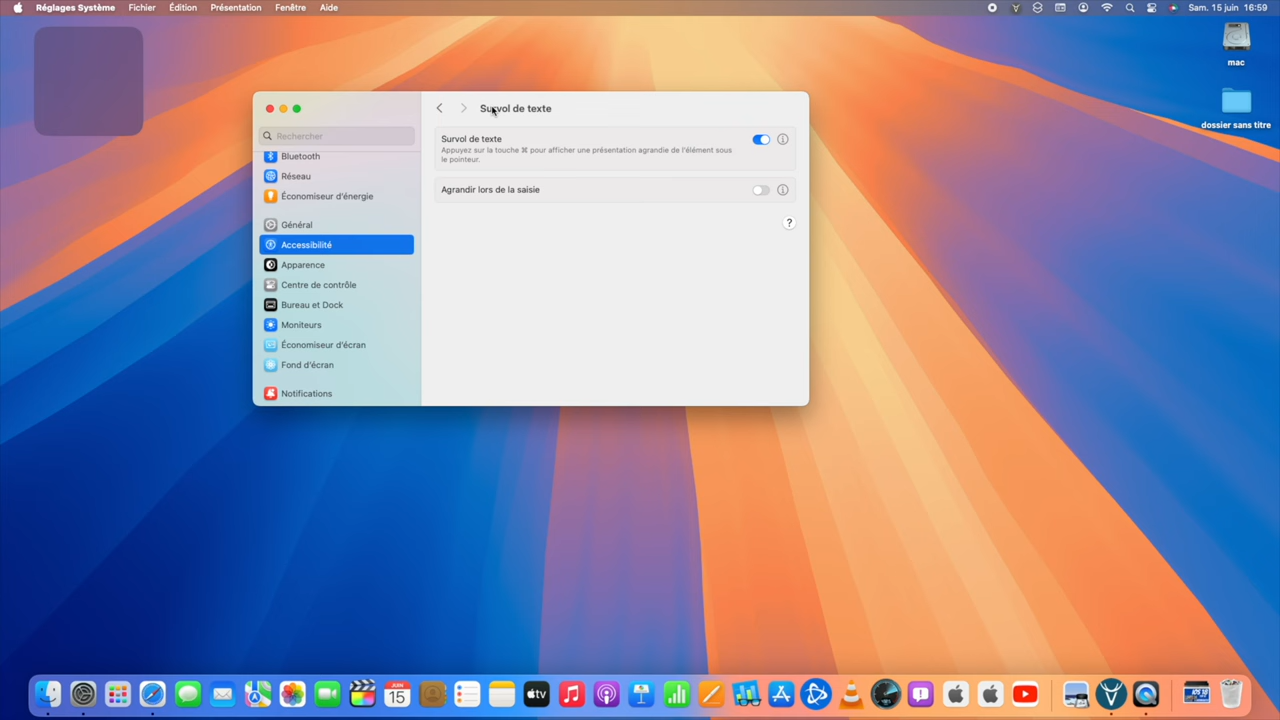 Réglages Système Fichier Édition Présentation Fenêtre Aide Sam. 15 juin 16:59
mac
dossier sans titre
Rechercher
Bluetooth
Réseau
Économiseur d'énergie
Général
Accessibilité
Apparence
Centre de contrôle
Bureau et Dock
Moniteurs
Économiseur d'écran
Fond d'écran
Notifications
Survol de texte
Survol de texte
Appuyez sur la touche ⌘ pour afficher une présentation agrandie de l'élément sous
le pointeur.
Agrandir lors de la saisie
?
JUIN
15
tv